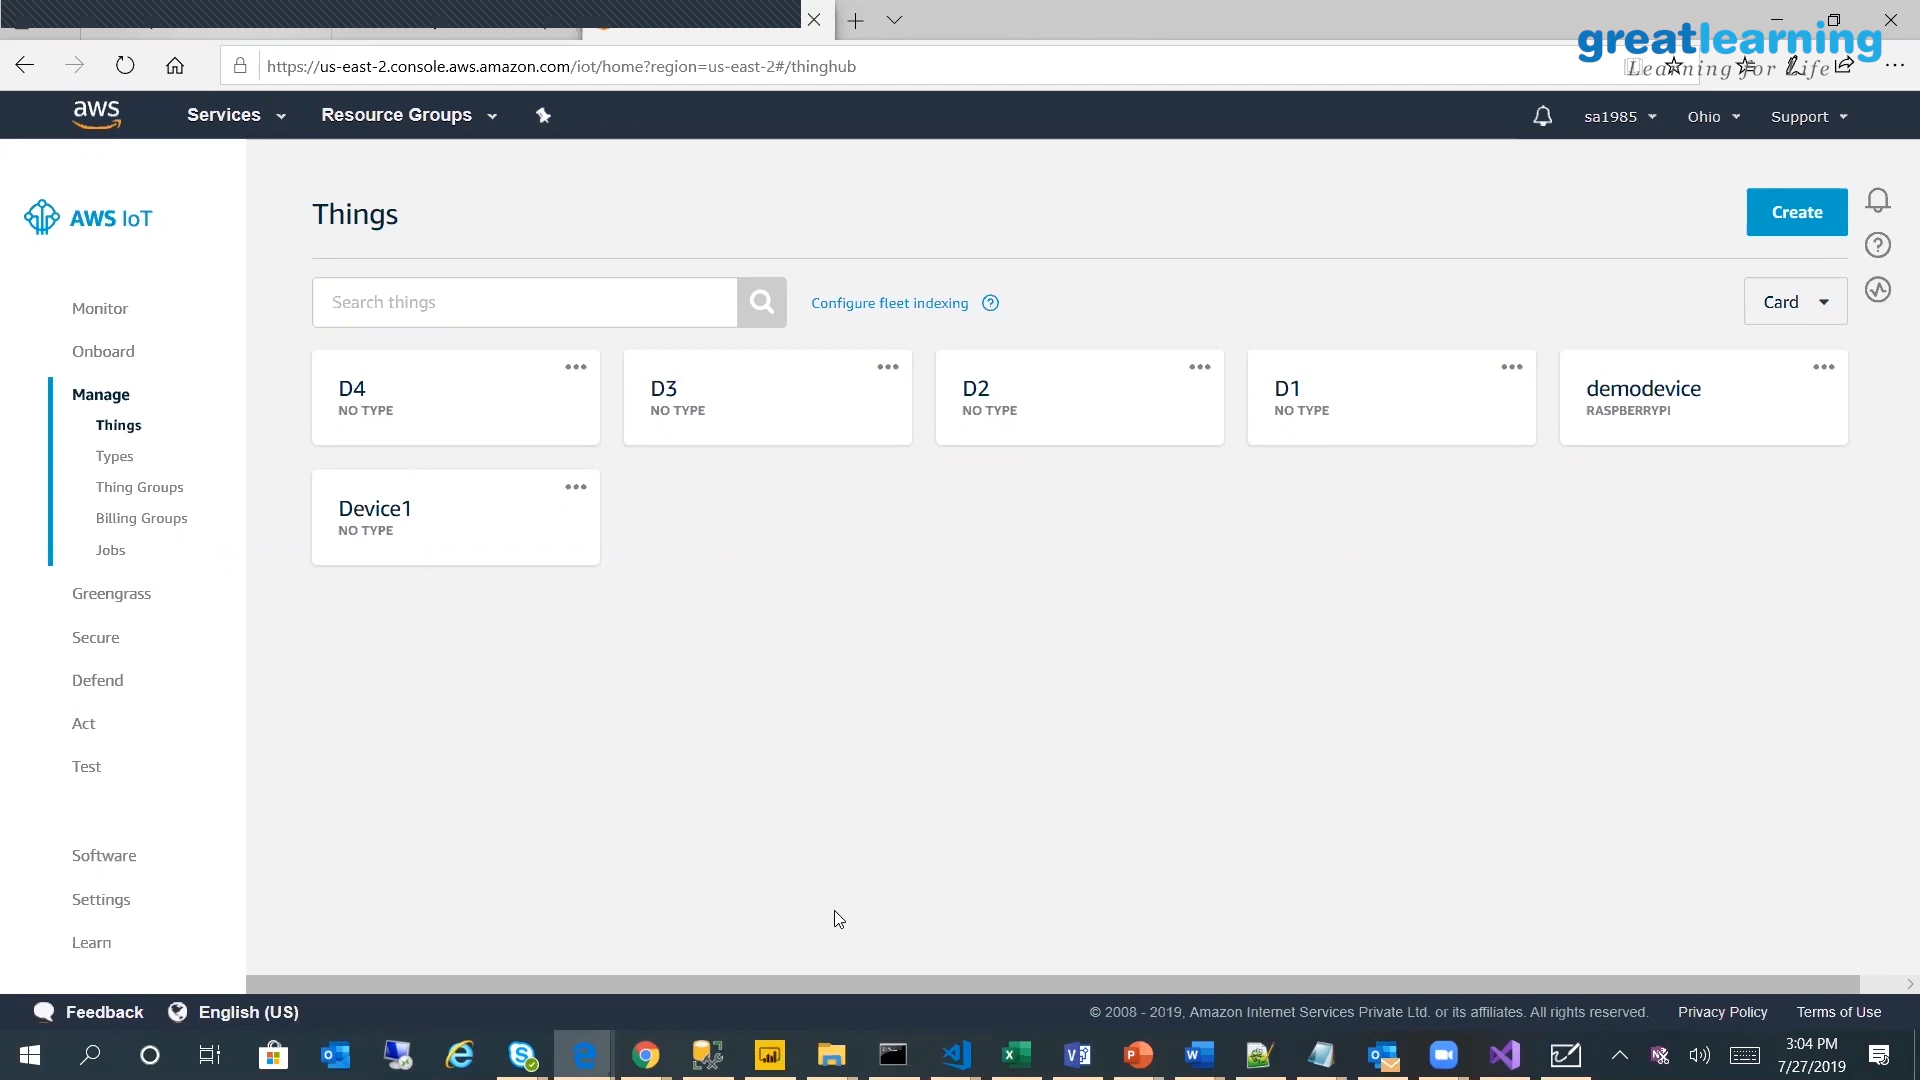 greatlearning
Learning for Life
https://us-east-2.console.aws.amazon.com/iot/home?region=us-east-2#/thinghub
aws
Services
Resource Groups
sa1985
Ohio
Support
AWS IoT
Monitor
Onboard
Manage
Things
Types
Thing Groups
Billing Groups
Jobs
Greengrass
Secure
Defend
Act
Test
Software
Settings
Learn
Things
Create
Search things
Configure fleet indexing
Card
D4
NO TYPE
D3
NO TYPE
D2
NO TYPE
D1
NO TYPE
demodevice
RASPBERRYPI
Device1
NO TYPE
Feedback
English (US)
© 2008 - 2019, Amazon Internet Services Private Ltd. or its affiliates. All rights reserved.
Privacy Policy
Terms of Use
3:04 PM
7/27/2019